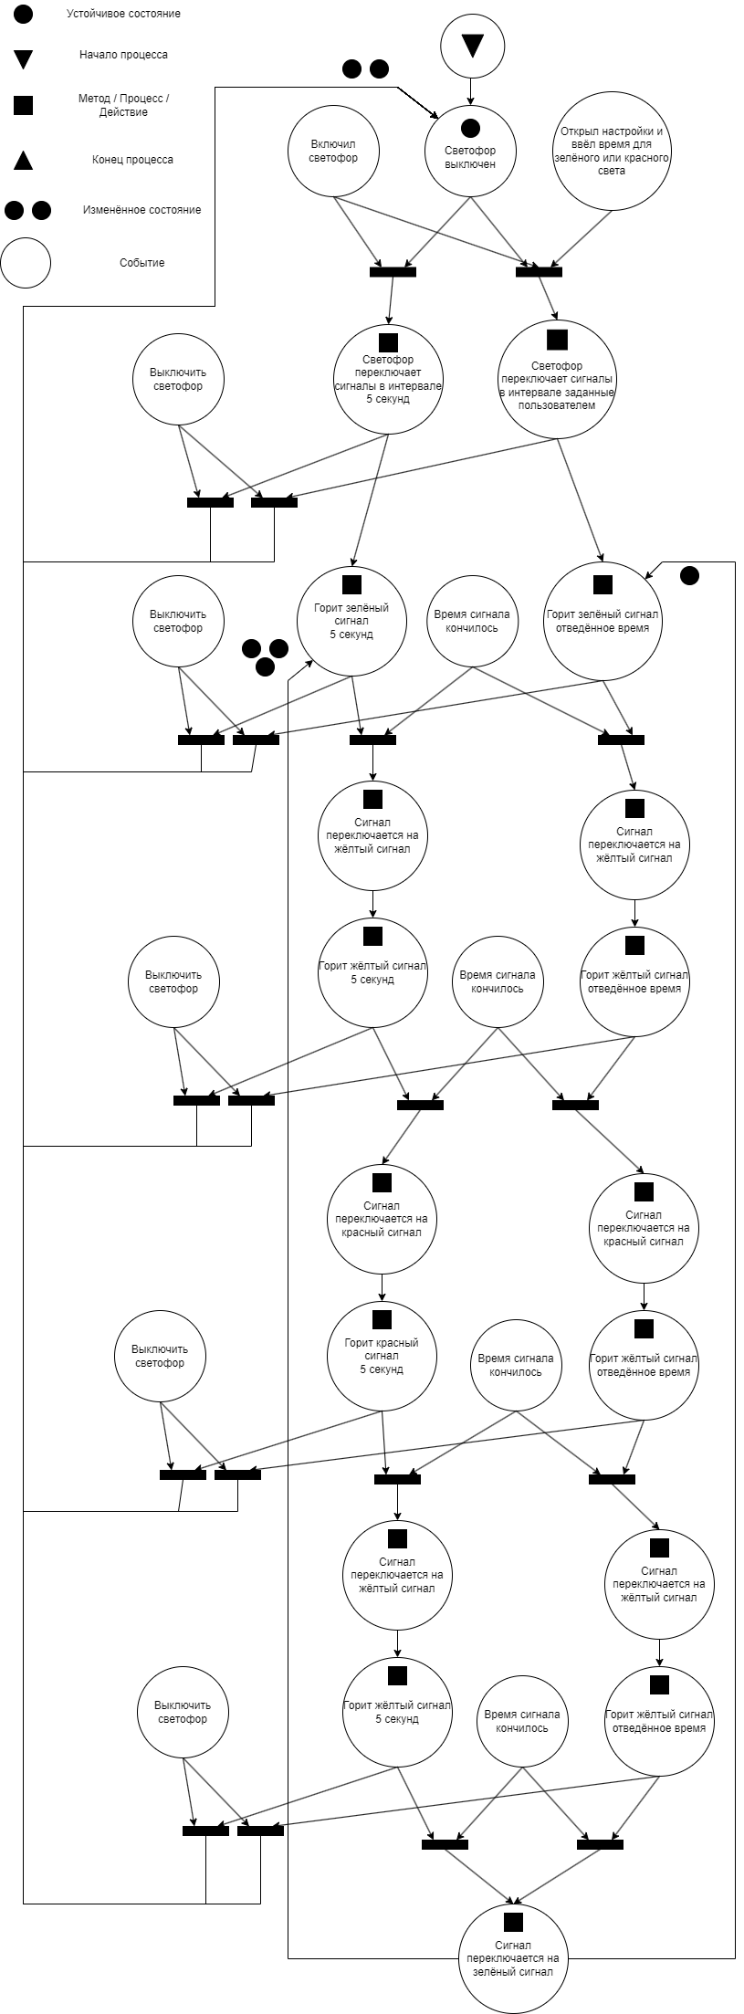 Устойчивое состояние
Начало процесса
Метод / Процесс /
Действие
Конец процесса
Изменённое состояние
Событие
Включил
светофор
Светофор
выключен
Открыл настройки и
ввёл время для
зелёного или красного
света
Выключить
светофор
Светофор
переключает
сигналы в интервале
5 секунд
Светофор
переключает сигналы
в интервале заданные
пользователем
Выключить
светофор
Горит зелёный
сигнал
5 секунд
Время сигнала
кончилось
Горит зелёный сигнал
отведённое время
Сигнал
переключается на
жёлтый сигнал
Сигнал
переключается на
жёлтый сигнал
Выключить
светофор
Горит жёлтый сигнал
5 секунд
Время сигнала
кончилось
Горит жёлтый сигнал
отведённое время
Сигнал
переключается на
красный сигнал
Сигнал
переключается на
красный сигнал
Выключить
светофор
Горит красный
сигнал
5 секунд
Время сигнала
кончилось
Горит жёлтый сигнал
отведённое время
Сигнал
переключается на
жёлтый сигнал
Сигнал
переключается на
жёлтый сигнал
Выключить
светофор
Горит жёлтый сигнал
5 секунд
Время сигнала
кончилось
Горит жёлтый сигнал
отведённое время
Сигнал
переключается на
зелёный сигнал